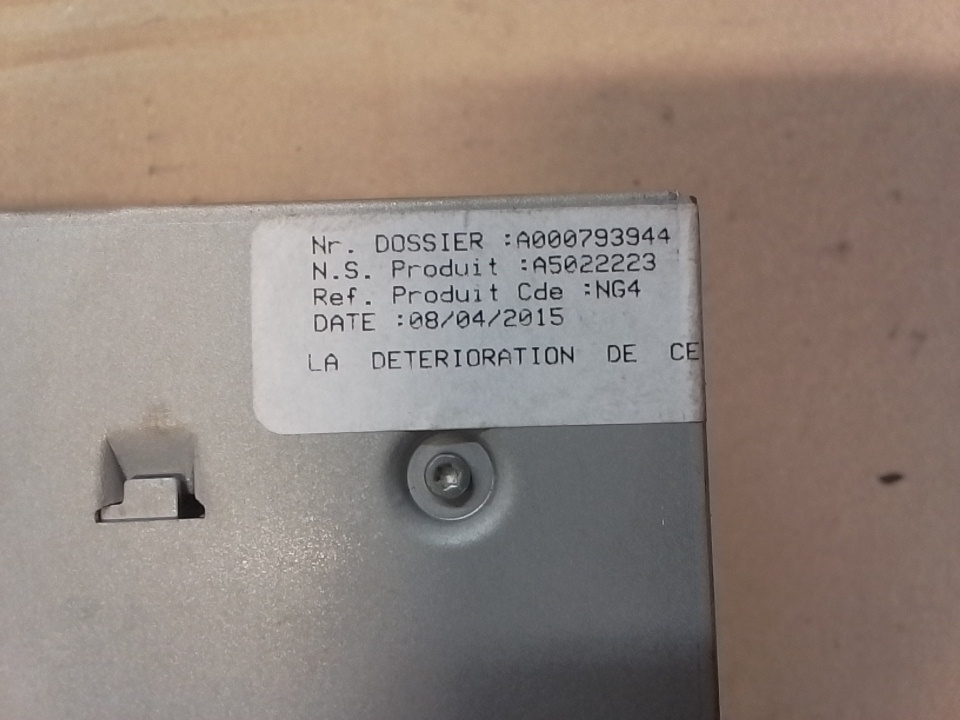 Nr. DOSSIER :A000793944
N.S. Produit :A5022223
Ref. Produit Cde :NG4
DATE :08/04/2015
LA DETERIORATION DE CE